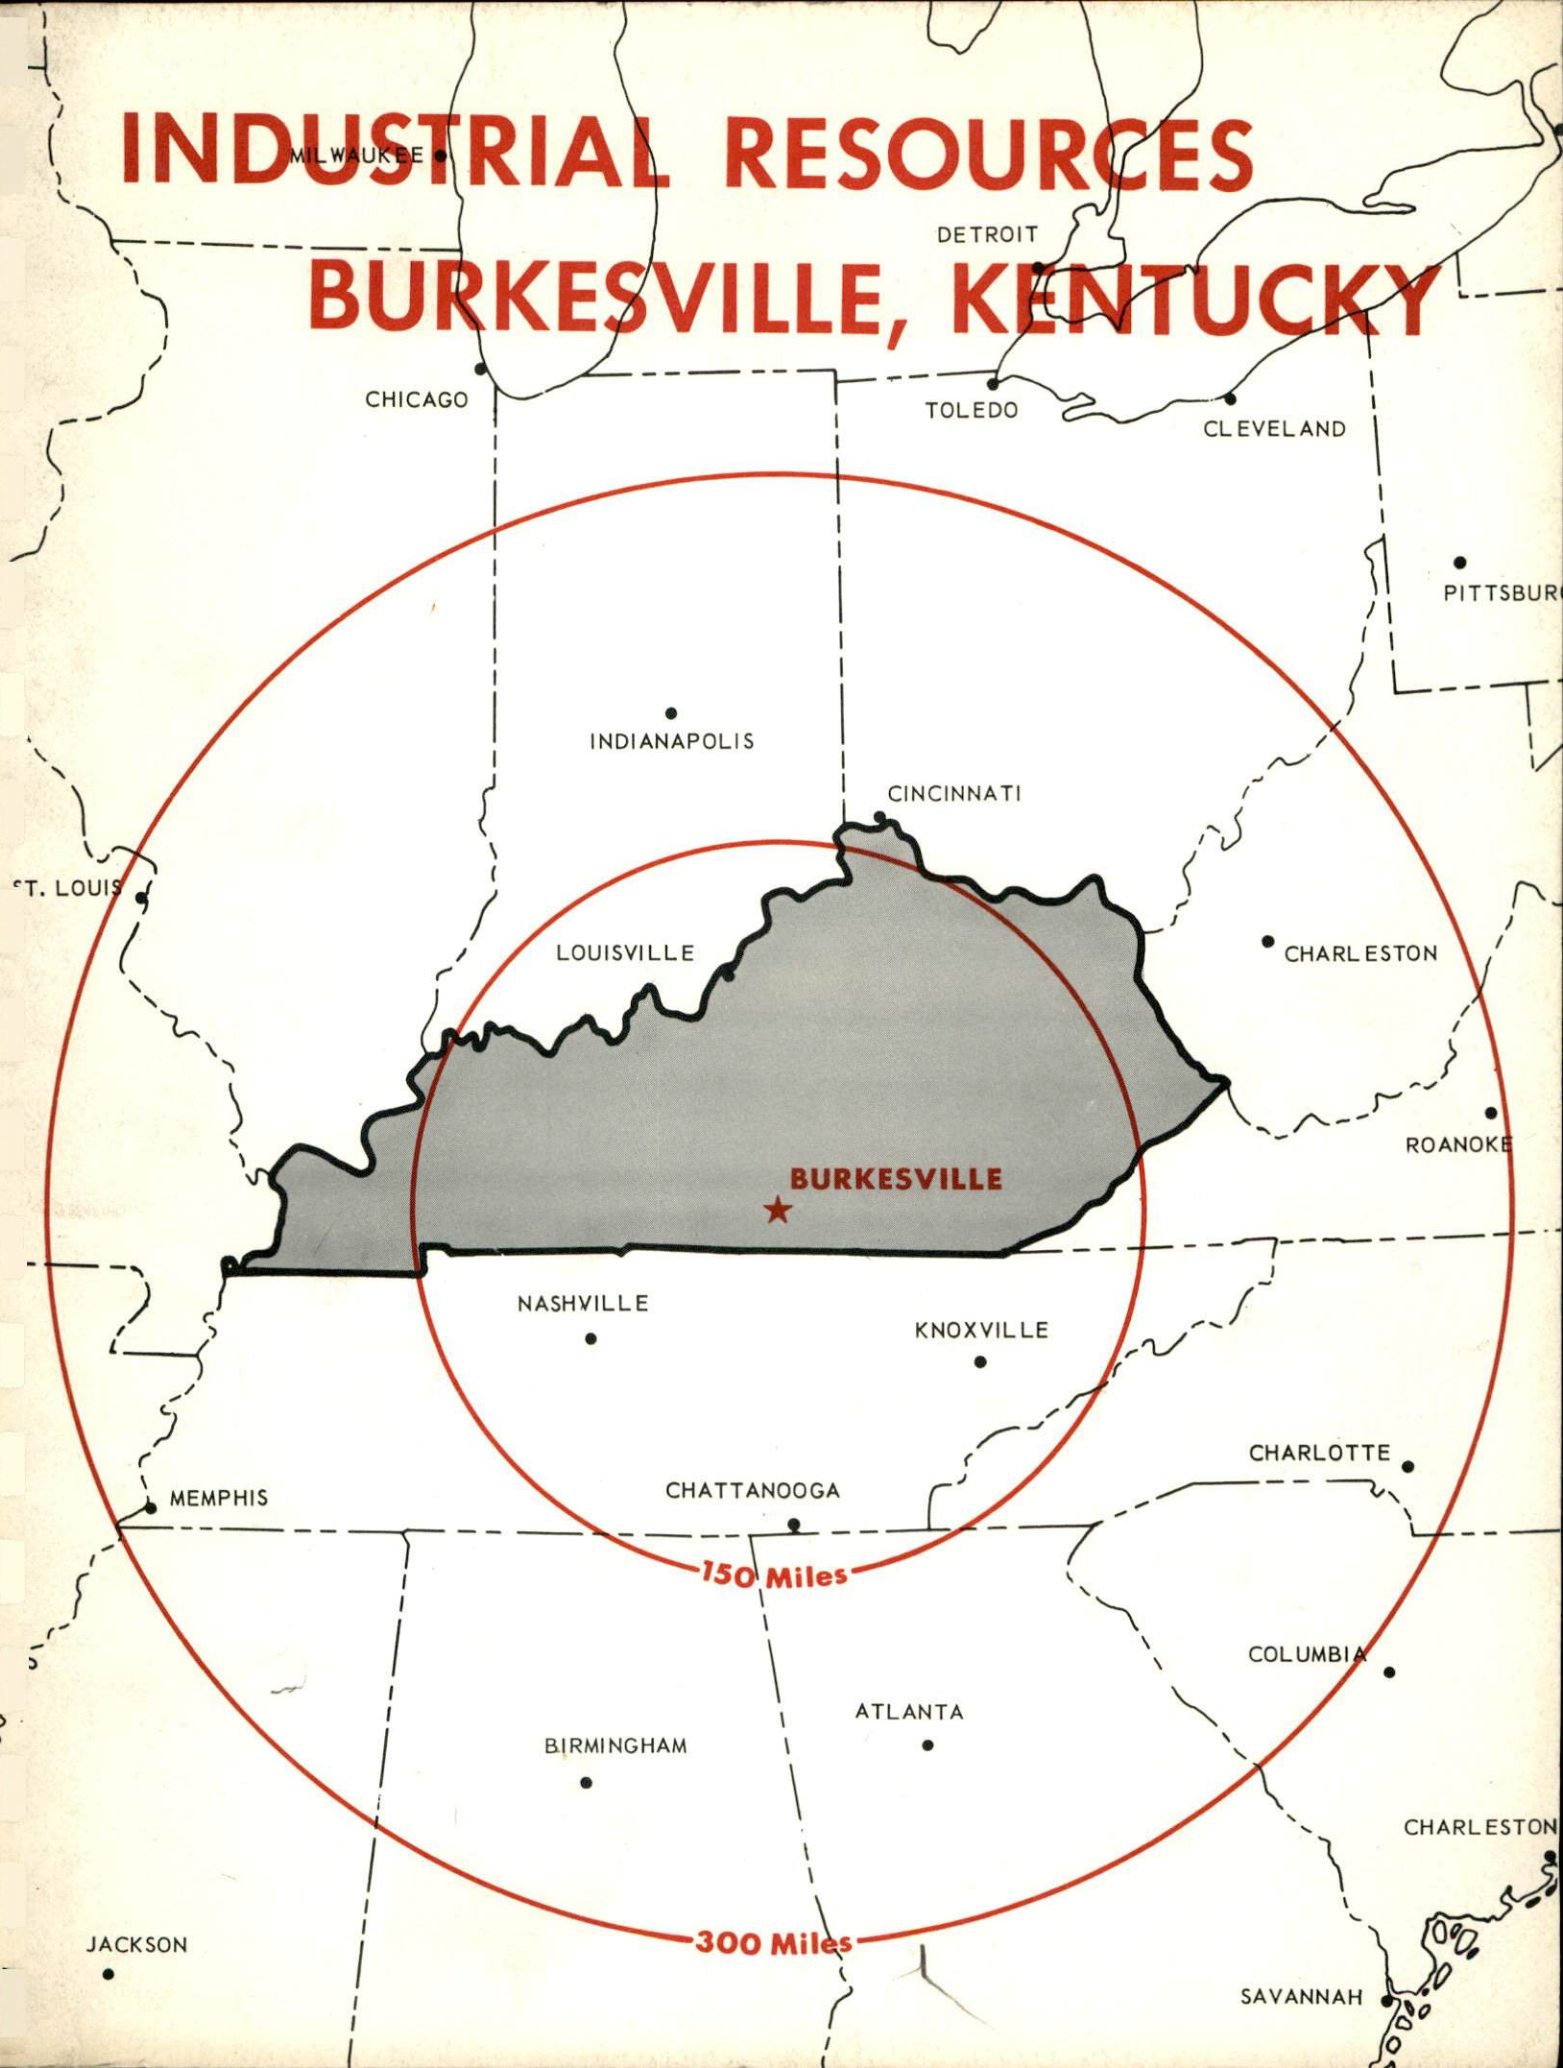 INDUSTRIAL RESOURCES
MILWAUKEE
DETROIT
BURKESVILLE, KENTUCKY
CHICAGO
TOLEDO
CLEVELAND
PITTSBUR
INDIANAPOLIS
CINCINNATI
T. LOUIS
LOUISVILLE
CHARLESTON
ROANOKE
BURKESVILLE
NASHVILLE
KNOXVILLE
CHARLOTTE
CHATTANOOGA
MEMPHIS
150 Miles
COLUMBIA
ATLANTA
BIRMINGHAM
CHARLESTON
300 Miles
JACKSON
SAVANNAH